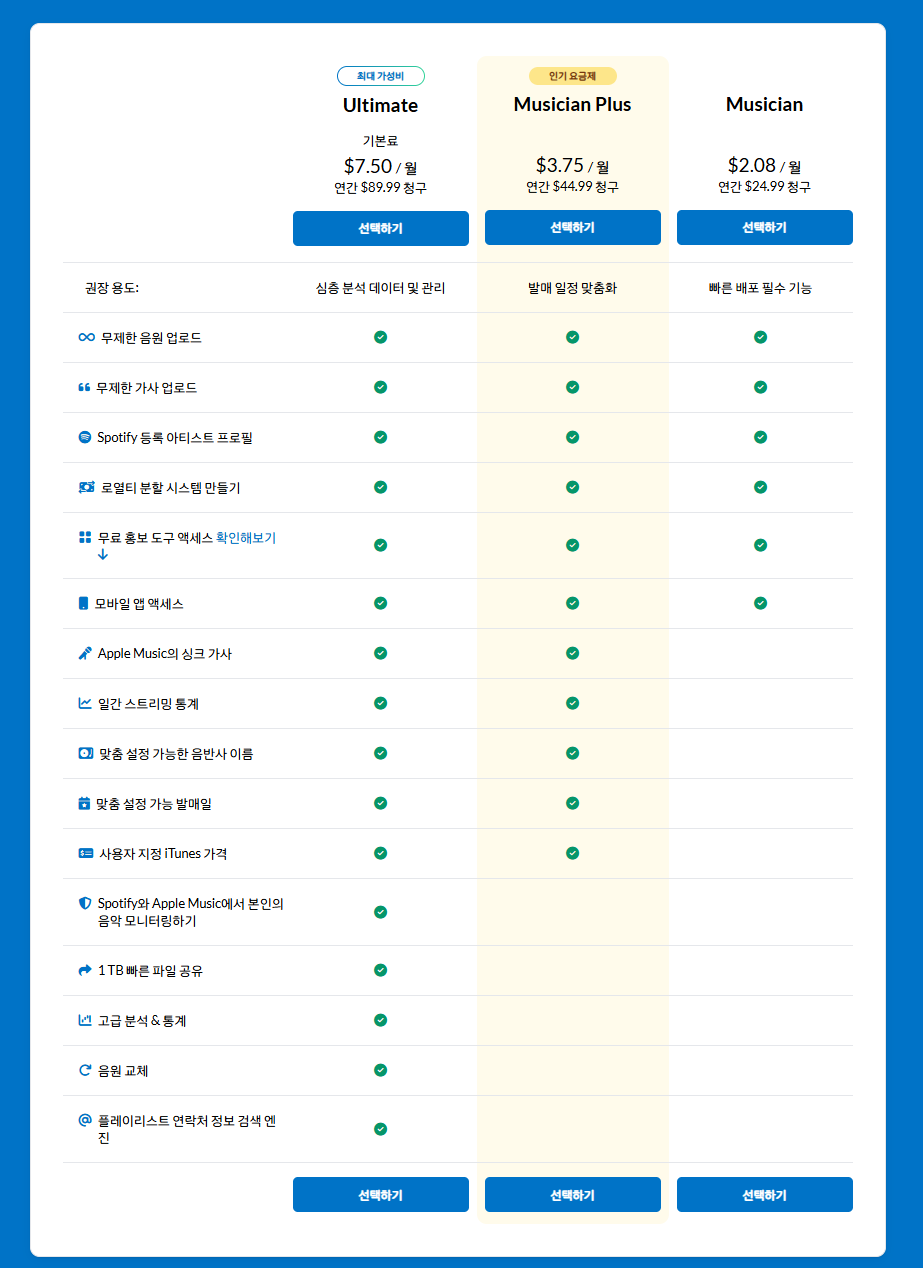 최대 가성비
인기 요금제
Ultimate
Musician Plus
Musician
기본료
$7.50 / 월
$3.75 / 월
$2.08 / 월
연간 $89.99 청구
연간 $44.99 청구
연간 $24.99 청구
선택하기
선택하기
선택하기
권장 용도:
심층 분석 데이터 및 관리
발매 일정 맞춤화
빠른 배포 필수 기능
무제한 음원 업로드
무제한 가사 업로드
Spotify 등록 아티스트 프로필
로열티 분할 시스템 만들기
무료 홍보 도구 액세스 확인해보기
↓
모바일 앱 액세스
Apple Music의 싱크 가사
일간 스트리밍 통계
맞춤 설정 가능한 음반사 이름
맞춤 설정 가능 발매일
사용자 지정 iTunes 가격
Spotify와 Apple Music에서 본인의
음악 모니터링하기
1 TB 빠른 파일 공유
고급 분석 & 통계
음원 교체
플레이리스트 연락처 정보 검색 엔
진
선택하기
선택하기
선택하기